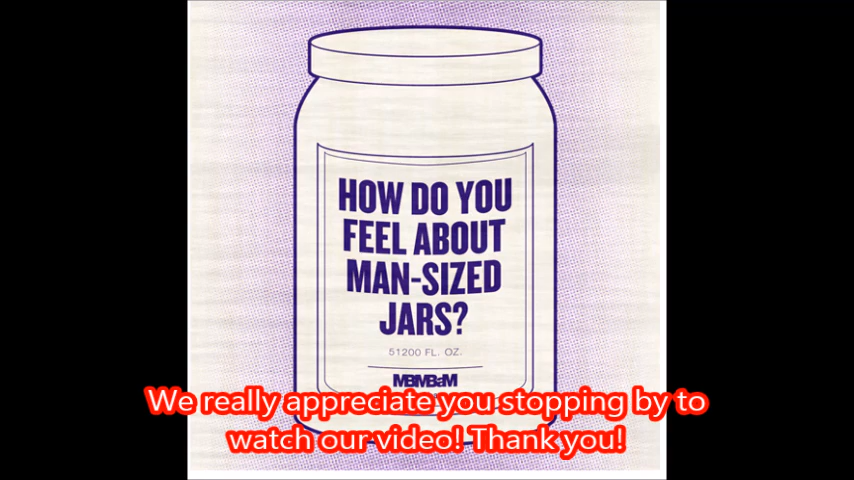 HOW DO YOU
FEEL ABOUT
MAN-SIZED
JARS?
51200 FL. OZ.
MBMBaM
We really appreciate you stopping by to
watch our video! Thank you!